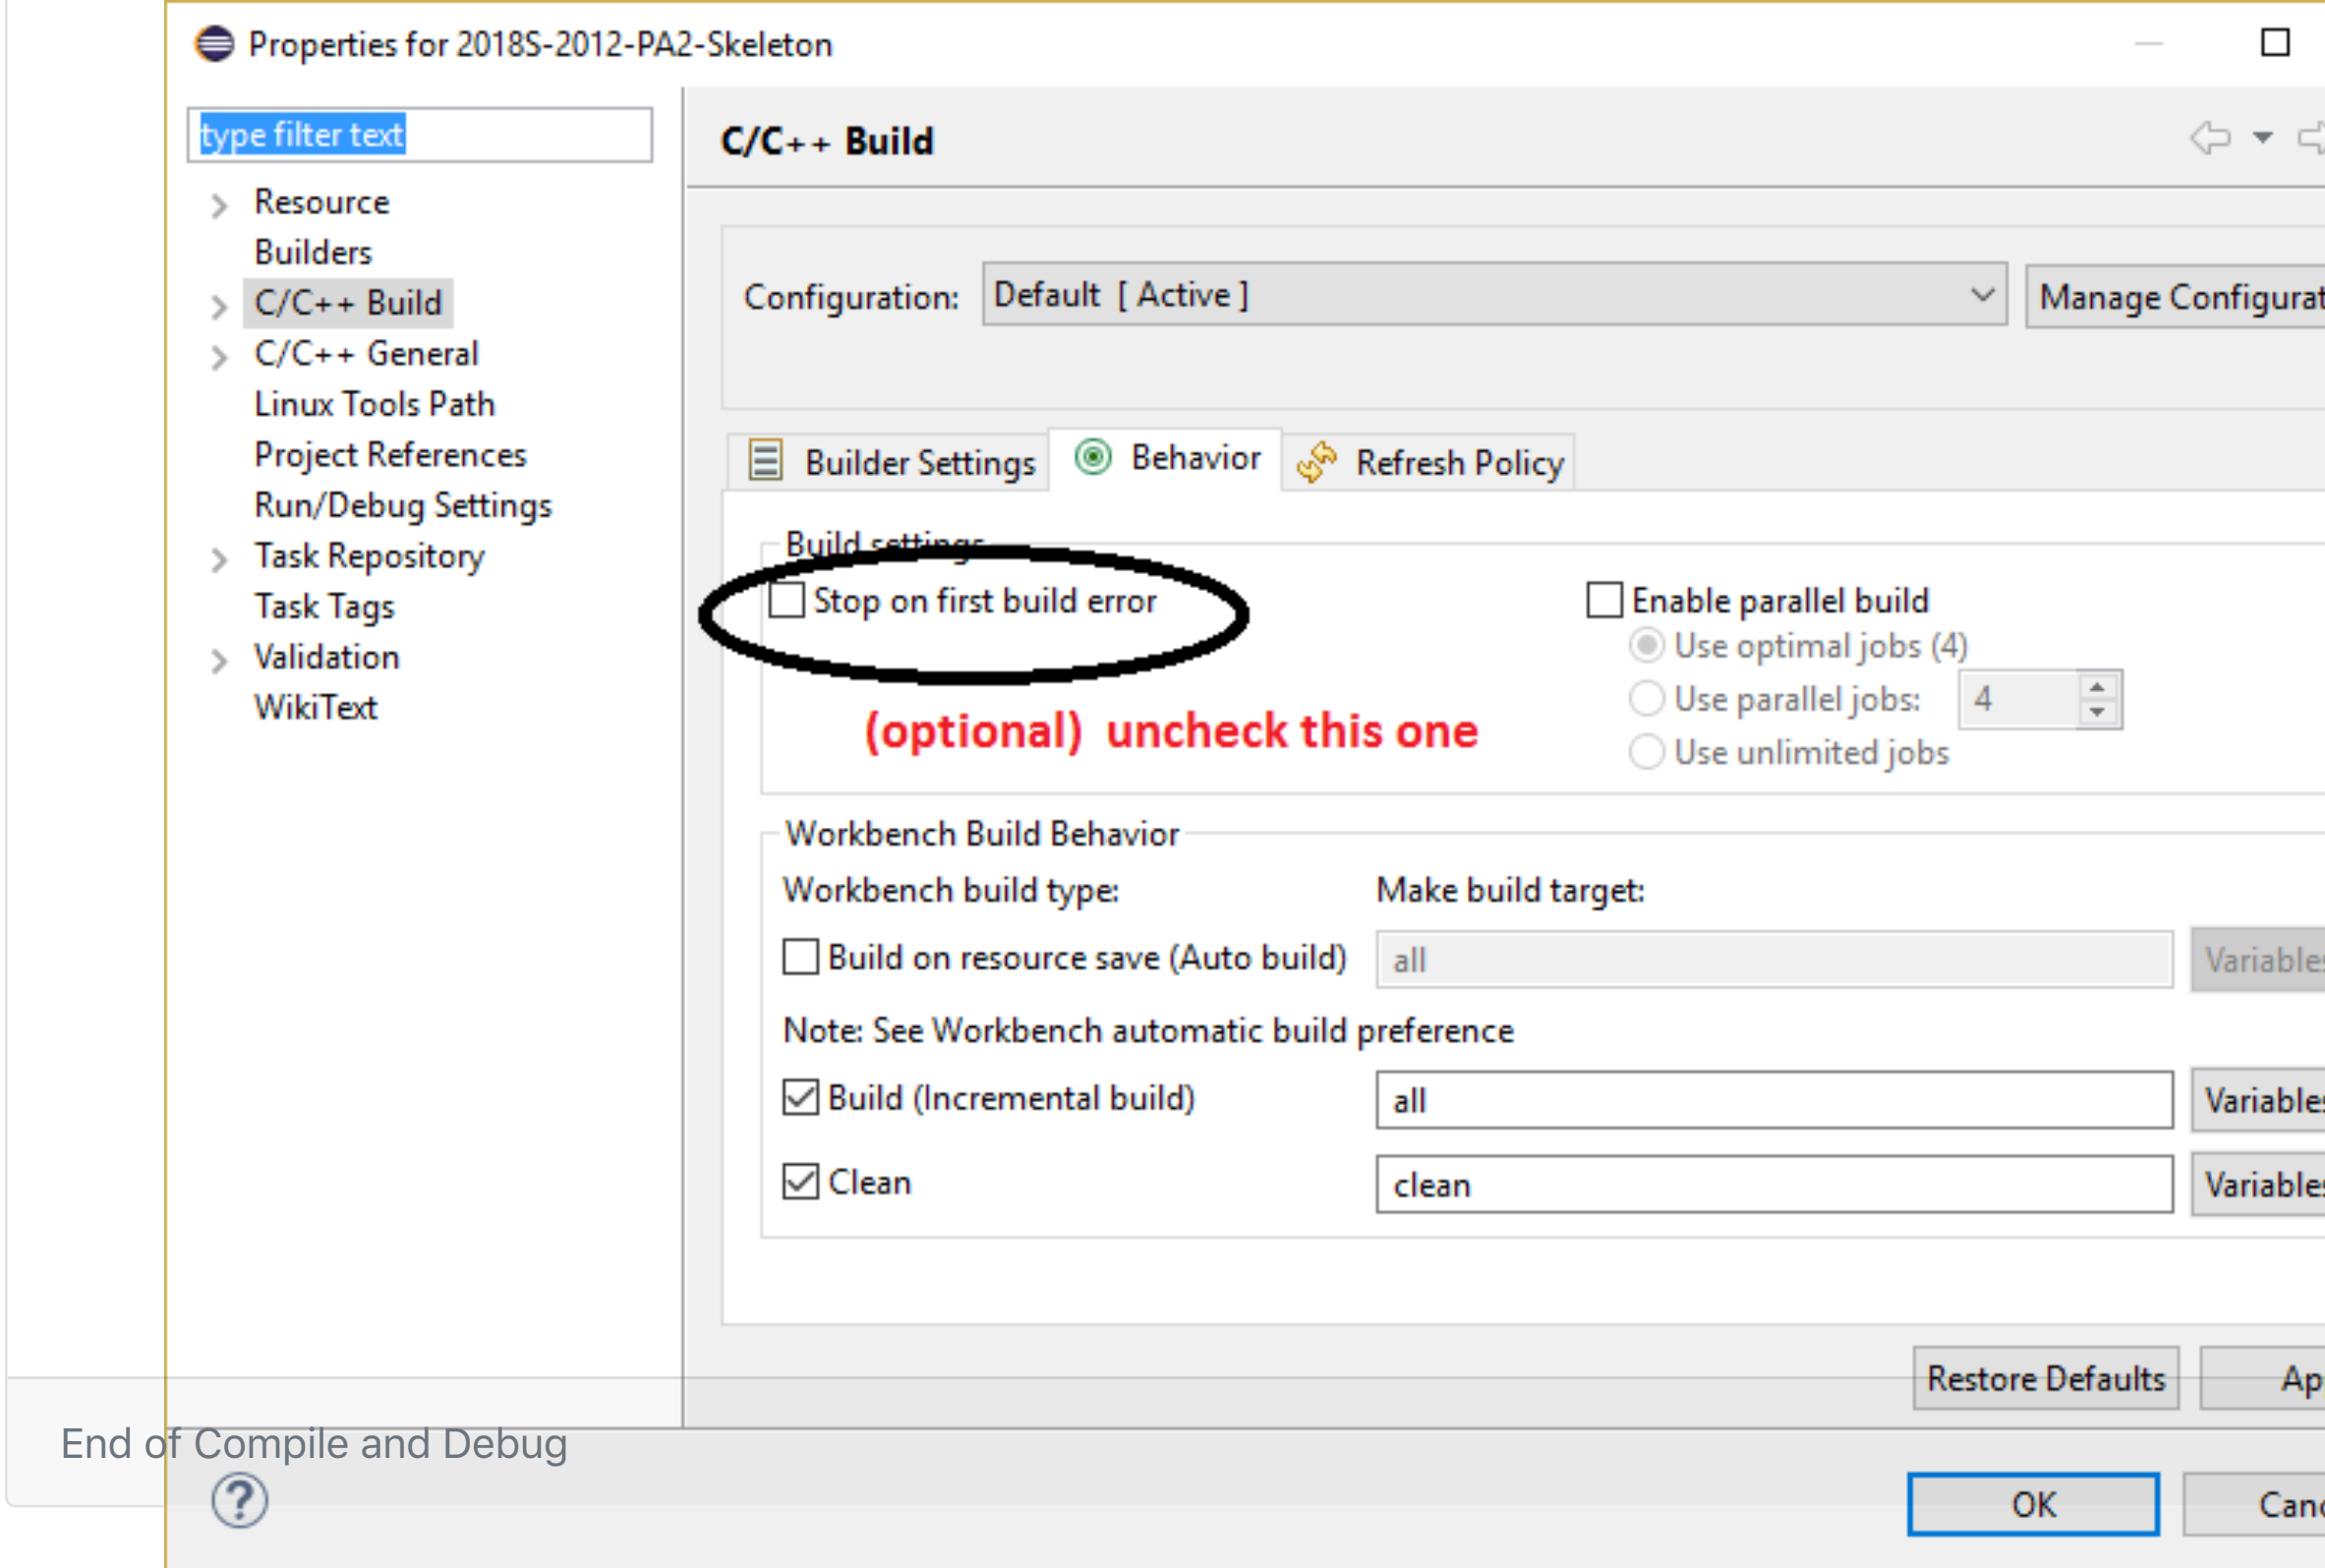 Properties for 2018S-2012-PA2-Skeleton
type filter text
Resource
Builders
C/C++ Build
C/C++ General
Linux Tools Path
Project References
Run/Debug Settings
Task Repository
Task Tags
Validation
WikiText
C/C++ Build
Configuration: Default [ Active ] Manage Configurat
Builder Settings Behavior Refresh Policy
Build settings
Stop on first build error Enable parallel build
Use optimal jobs (4)
Use parallel jobs: 4
(optional) uncheck this one
Use unlimited jobs
Workbench Build Behavior
Workbench build type: Make build target:
Build on resource save (Auto build) all Variables
Note: See Workbench automatic build preference
Build (Incremental build) all Variables
Clean clean Variables
Restore Defaults Ap
End of Compile and Debug
OK Canc